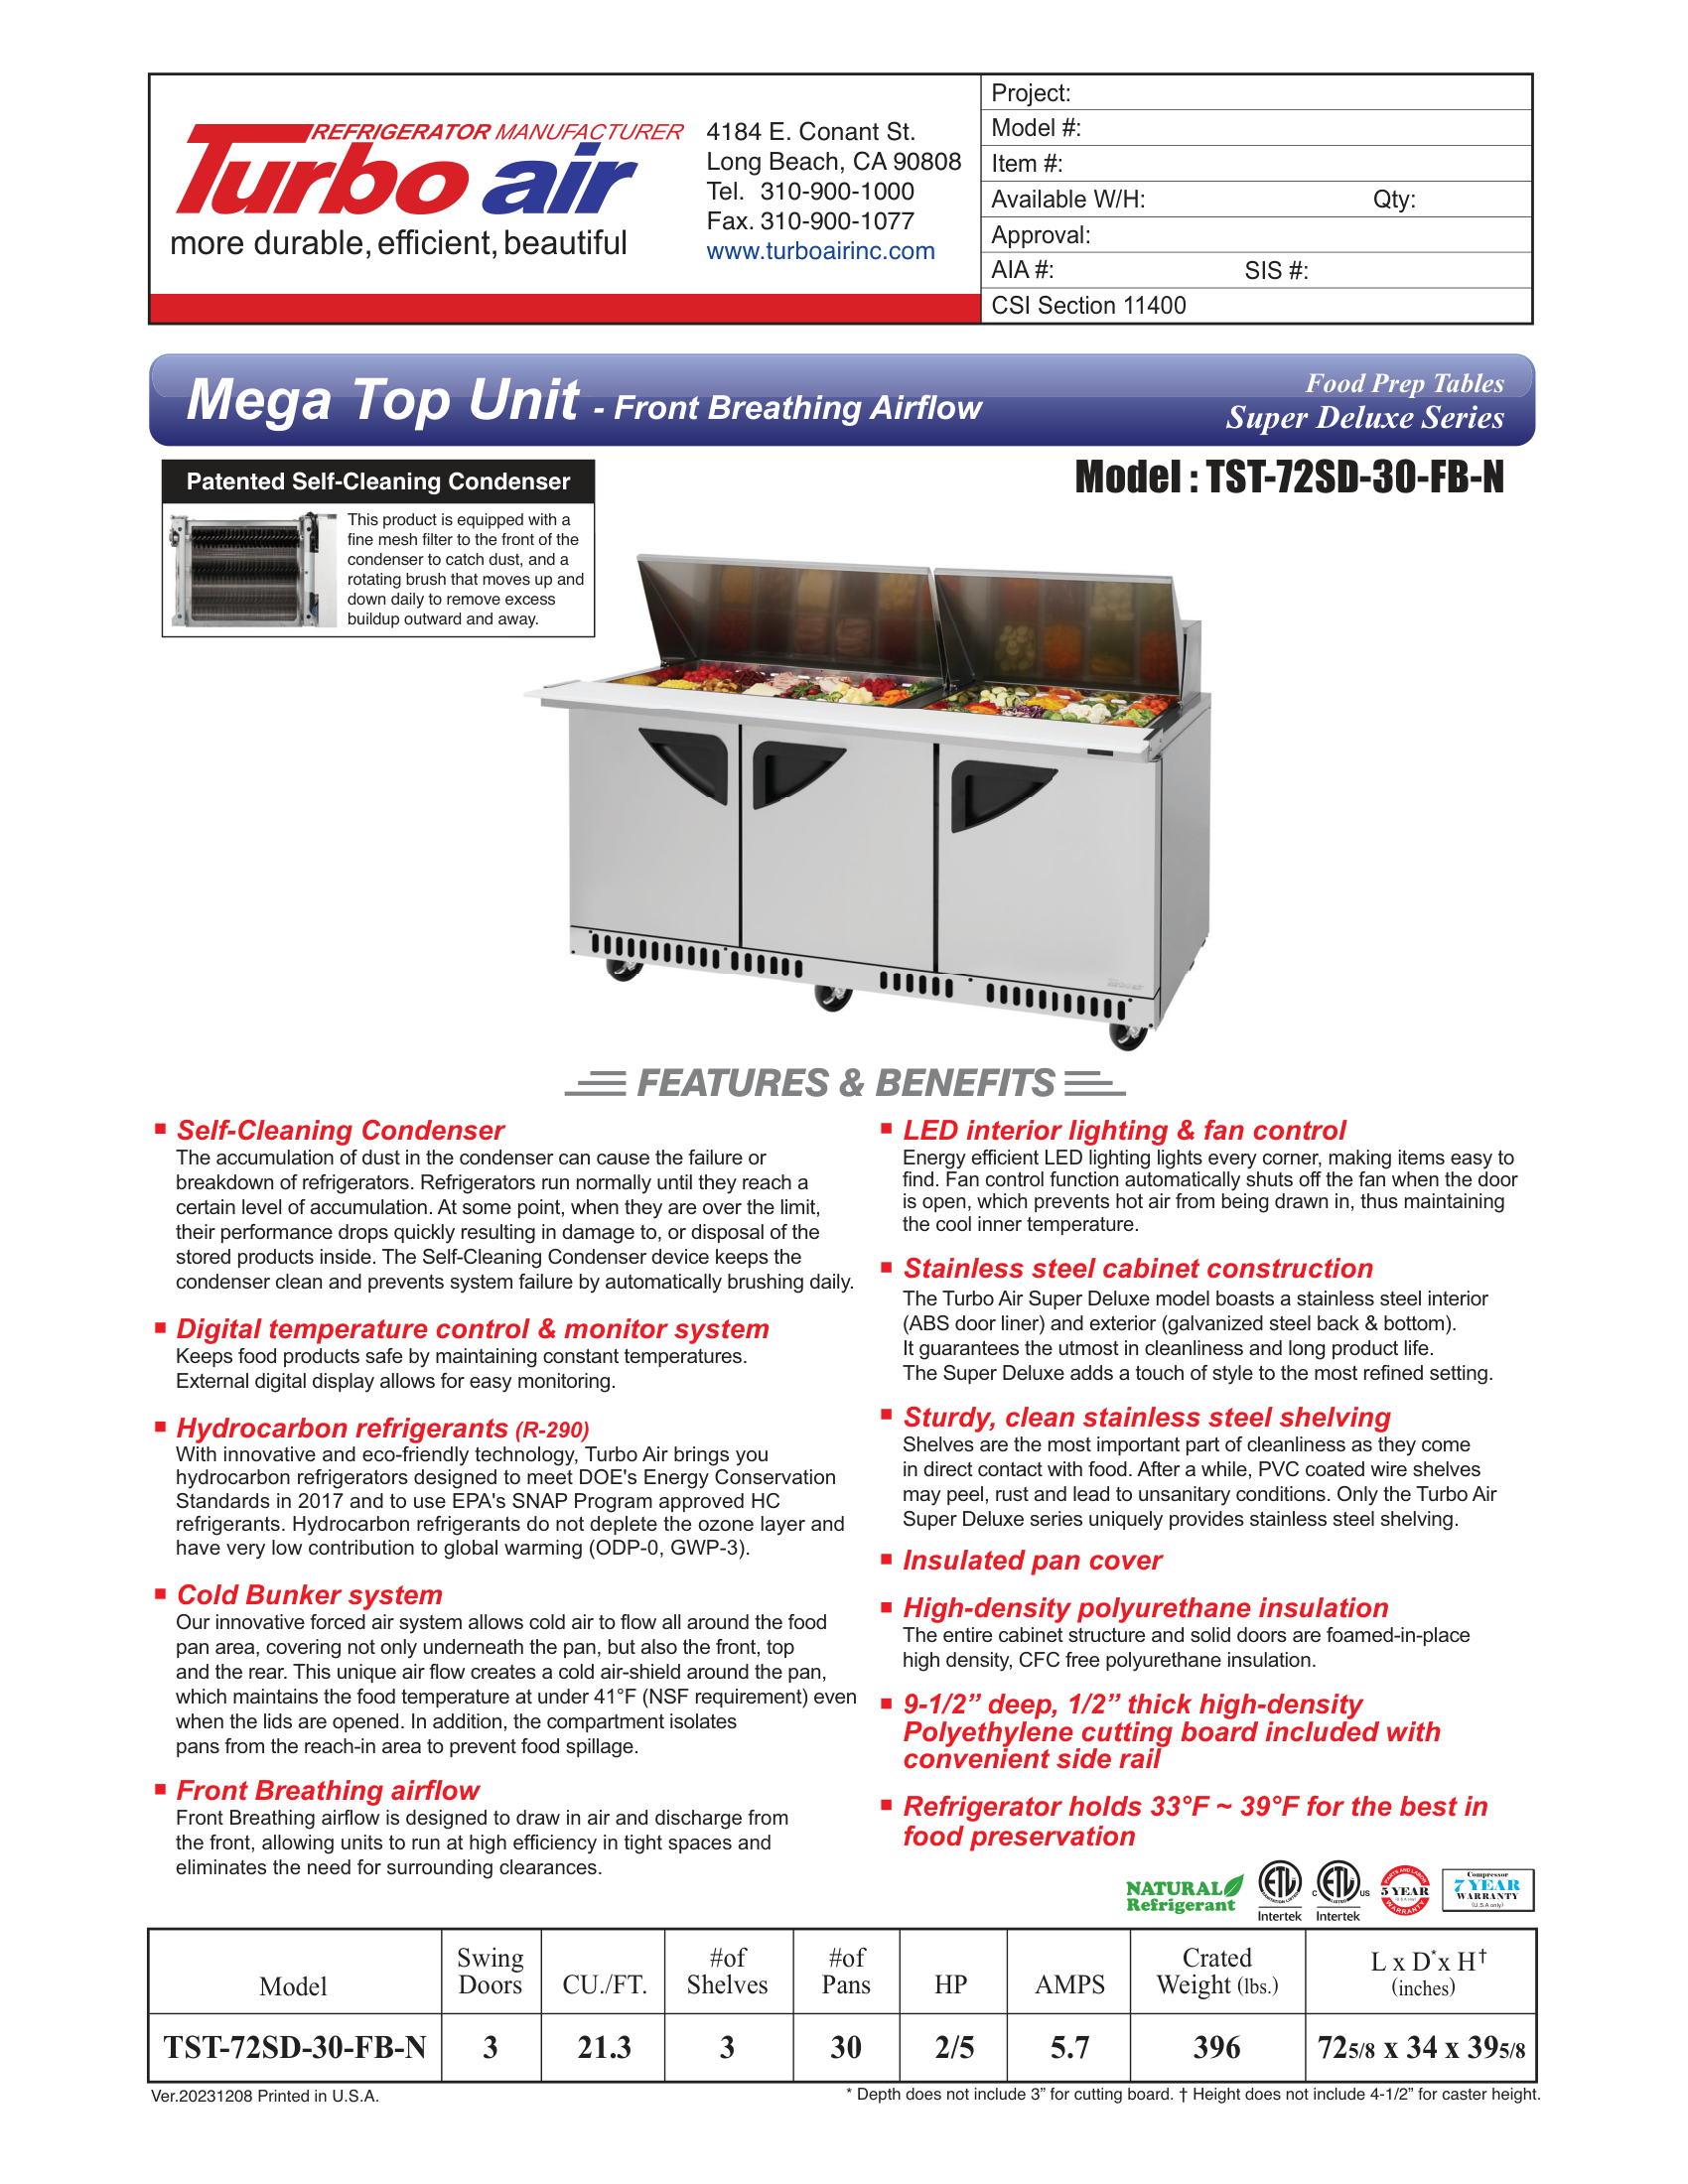 REFRIGERATOR MANUFACTURER
Turbo air
more durable, efficient, beautiful
4184 E. Conant St.
Long Beach, CA 90808
Tel. 310-900-1000
Fax. 310-900-1077
www.turboairinc.com
Project:
Model #:
Item #:
Available W/H: Qty:
Approval:
AIA #: SIS #:
CSI Section 11400
Mega Top Unit - Front Breathing Airflow
Food Prep Tables
Super Deluxe Series
Patented Self-Cleaning Condenser
This product is equipped with a
fine mesh filter to the front of the
condenser to catch dust, and a
rotating brush that moves up and
down daily to remove excess
buildup outward and away.
Model : TST-72SD-30-FB-N
Turbo air
FEATURES & BENEFITS
Self-Cleaning Condenser
The accumulation of dust in the condenser can cause the failure or
breakdown of refrigerators. Refrigerators run normally until they reach a
certain level of accumulation. At some point, when they are over the limit,
their performance drops quickly resulting in damage to, or disposal of the
stored products inside. The Self-Cleaning Condenser device keeps the
condenser clean and prevents system failure by automatically brushing daily.
Digital temperature control & monitor system
Keeps food products safe by maintaining constant temperatures.
External digital display allows for easy monitoring.
Hydrocarbon refrigerants (R-290)
With innovative and eco-friendly technology, Turbo Air brings you
hydrocarbon refrigerators designed to meet DOE's Energy Conservation
Standards in 2017 and to use EPA's SNAP Program approved HC
refrigerants. Hydrocarbon refrigerants do not deplete the ozone layer and
have very low contribution to global warming (ODP-0, GWP-3).
Cold Bunker system
Our innovative forced air system allows cold air to flow all around the food
pan area, covering not only underneath the pan, but also the front, top
and the rear. This unique air flow creates a cold air-shield around the pan,
which maintains the food temperature at under 41°F (NSF requirement) even
when the lids are opened. In addition, the compartment isolates
pans from the reach-in area to prevent food spillage.
Front Breathing airflow
Front Breathing airflow is designed to draw in air and discharge from
the front, allowing units to run at high efficiency in tight spaces and
eliminates the need for surrounding clearances.
LED interior lighting & fan control
Energy efficient LED lighting lights every corner, making items easy to
find. Fan control function automatically shuts off the fan when the door
is open, which prevents hot air from being drawn in, thus maintaining
the cool inner temperature.
Stainless steel cabinet construction
The Turbo Air Super Deluxe model boasts a stainless steel interior
(ABS door liner) and exterior (galvanized steel back & bottom).
It guarantees the utmost in cleanliness and long product life.
The Super Deluxe adds a touch of style to the most refined setting.
Sturdy, clean stainless steel shelving
Shelves are the most important part of cleanliness as they come
in direct contact with food. After a while, PVC coated wire shelves
may peel, rust and lead to unsanitary conditions. Only the Turbo Air
Super Deluxe series uniquely provides stainless steel shelving.
Insulated pan cover
High-density polyurethane insulation
The entire cabinet structure and solid doors are foamed-in-place
high density, CFC free polyurethane insulation.
9-1/2” deep, 1/2” thick high-density
Polyethylene cutting board included with
convenient side rail
Refrigerator holds 33°F ~ 39°F for the best in
food preservation
NATURAL
Refrigerant
ETL
SANITATION LISTED
Intertek
C ETL US
LISTED
Intertek
PARTS AND LABOR
5 YEAR
(U.S.A only)
WARRANTY
Compressor
7 YEAR
WARRANTY
(U.S.A only)
Model Swing Doors CU./FT. #of Shelves #of Pans HP AMPS Crated Weight (lbs.) L x D* x H† (inches)
TST-72SD-30-FB-N 3 21.3 3 30 2/5 5.7 396 725/8 x 34 x 395/8
Ver.20231208 Printed in U.S.A.
* Depth does not include 3” for cutting board. † Height does not include 4-1/2” for caster height.